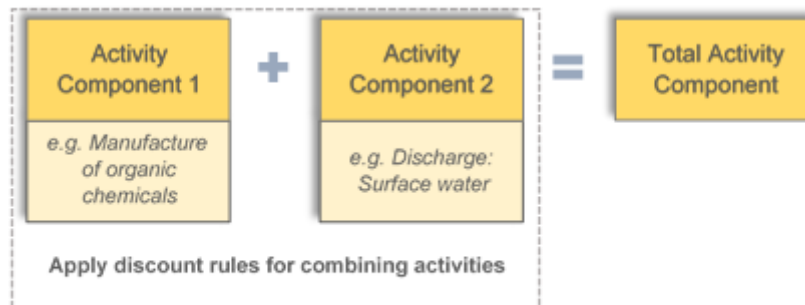 Activity
Component 1
+
Activity
Component 2
=
Total Activity
Component
e.g. Manufacture
of organic
chemicals
e.g. Discharge:
Surface water
Apply discount rules for combining activities